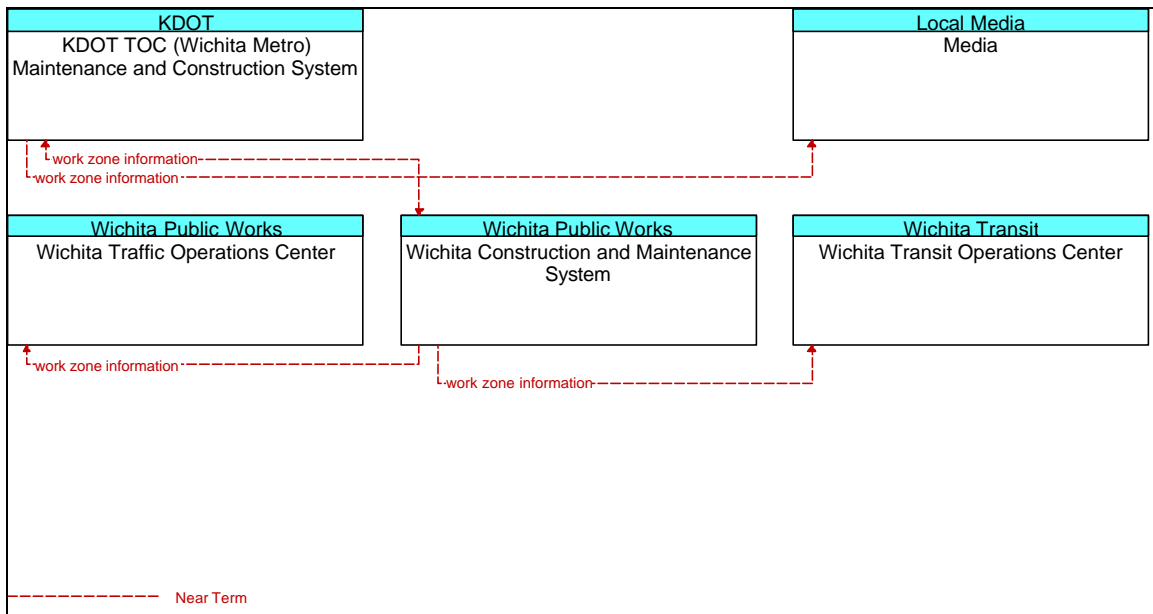 KDOT
KDOT TOC (Wichita Metro)
Maintenance and Construction System
Local Media
Media
work zone information
work zone information
Wichita Public Works
Wichita Traffic Operations Center
Wichita Public Works
Wichita Construction and Maintenance
System
Wichita Transit
Wichita Transit Operations Center
work zone information
work zone information
Near Term